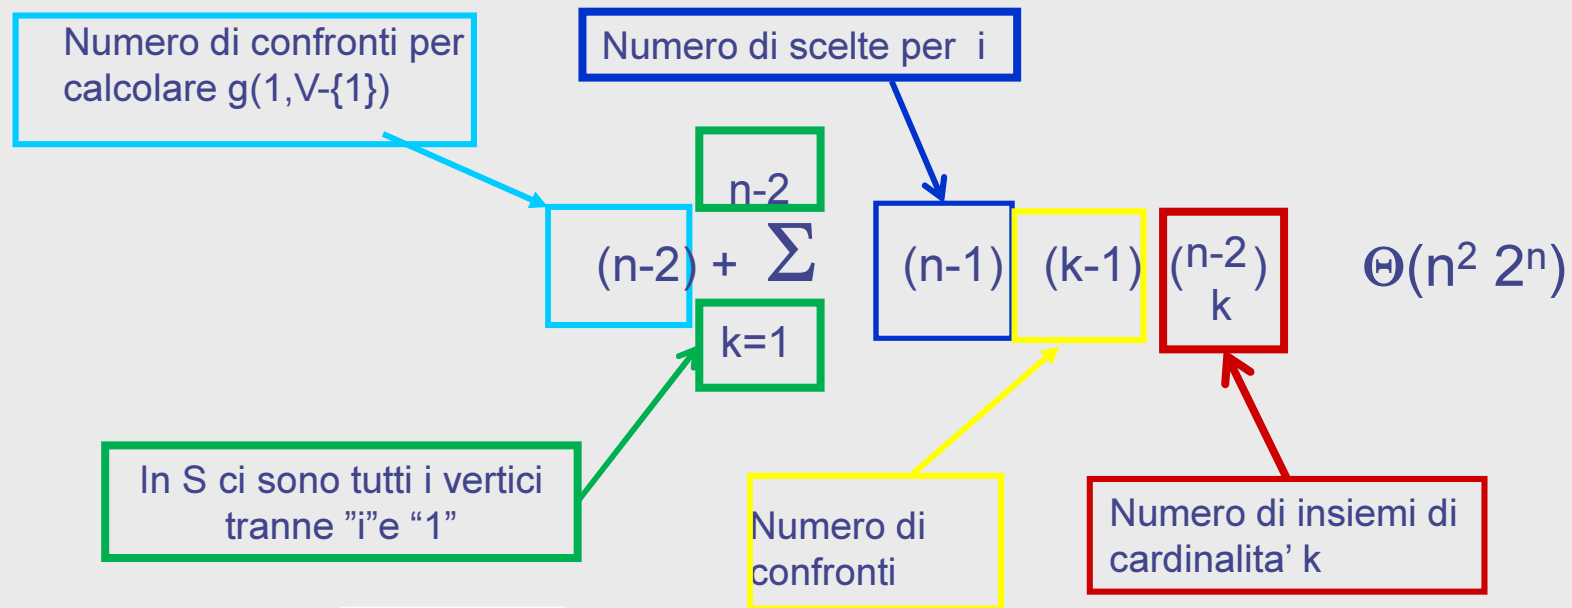 Numero di confronti per
calcolare g(1,V-{1})
Numero di scelte per i
n-2
(n-2) + Σ (n-1) (k-1) (n-2) Θ(n² 2ⁿ)
k
k=1
In S ci sono tutti i vertici
tranne ”i”e “1”
Numero di
confronti
Numero di insiemi di
cardinalita’ k